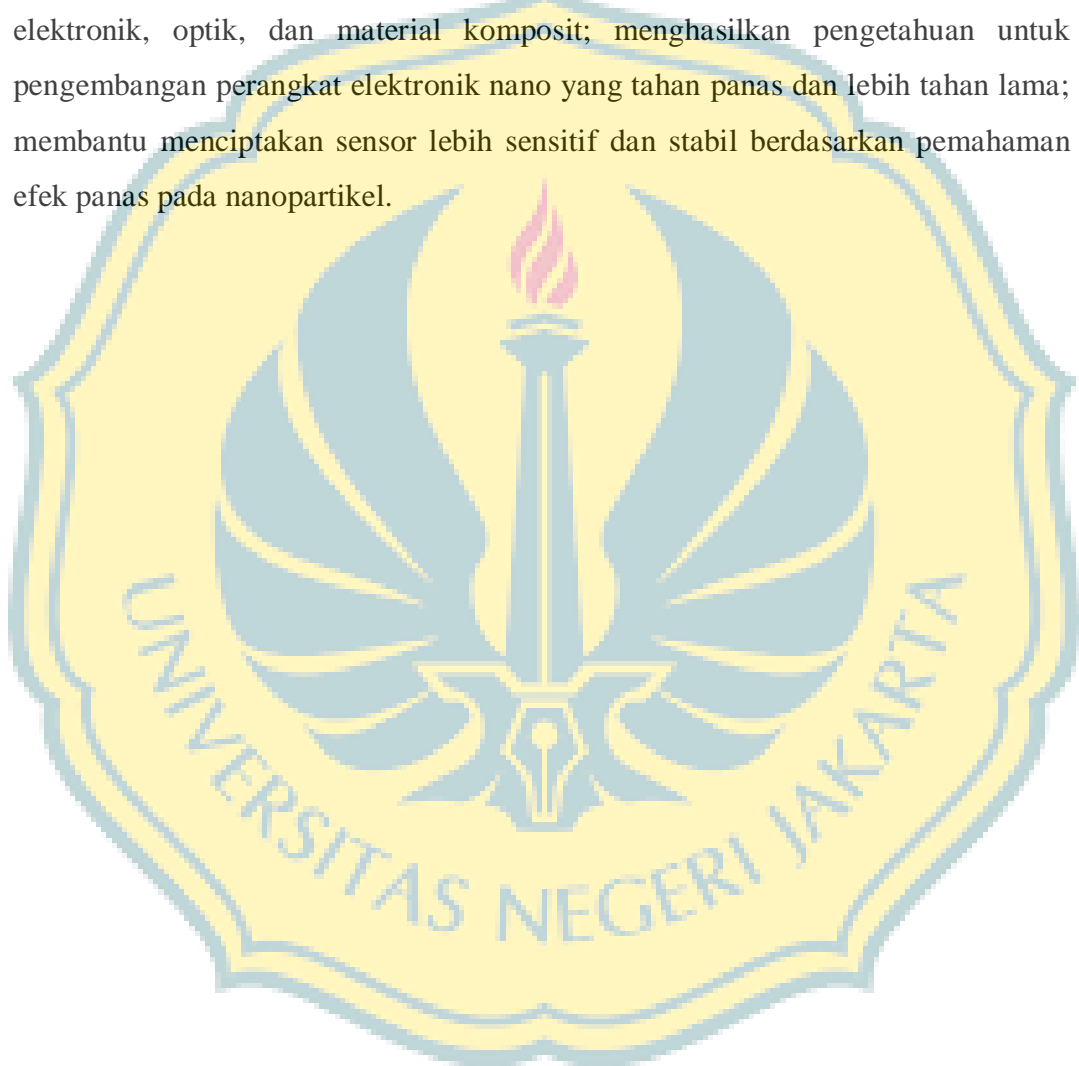 elektronik, optik, dan material komposit; menghasilkan pengetahuan untuk
pengembangan perangkat elektronik nano yang tahan panas dan lebih tahan lama;
membantu menciptakan sensor lebih sensitif dan stabil berdasarkan pemahaman
efek panas pada nanopartikel.
UNIVERSITAS NEGERI JAKARTA